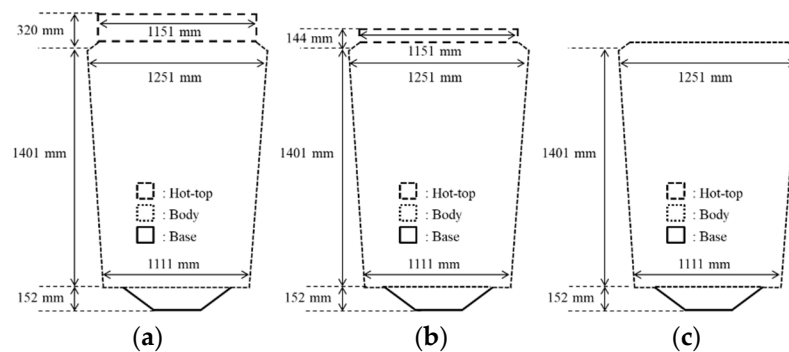 320 mm
1151 mm
1251 mm
1401 mm
: Hot-top
: Body
: Base
1111 mm
152 mm
(a)
144 mm
1151 mm
1251 mm
1401 mm
: Hot-top
: Body
: Base
1111 mm
152 mm
(b)
1251 mm
1401 mm
: Hot-top
: Body
: Base
1111 mm
152 mm
(c)